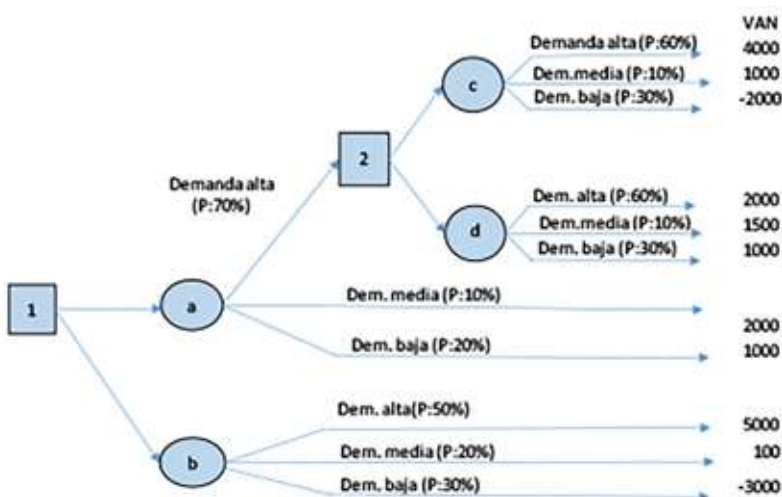 VAN
Demanda alta (P:60%)
4000
c
Dem.media (P:10%)
1000
Dem. baja (P:30%)
-2000
2
Demanda alta
(P:70%)
Dem. alta (P:60%)
2000
d
Dem.media (P:10%)
1500
Dem. baja (P:30%)
1000
Dem. media (P:10%)
1
a
2000
Dem. baja (P:20%)
1000
Dem. alta(P:50%)
5000
b
Dem. media (P:20%)
100
Dem. baja (P:30%)
-3000